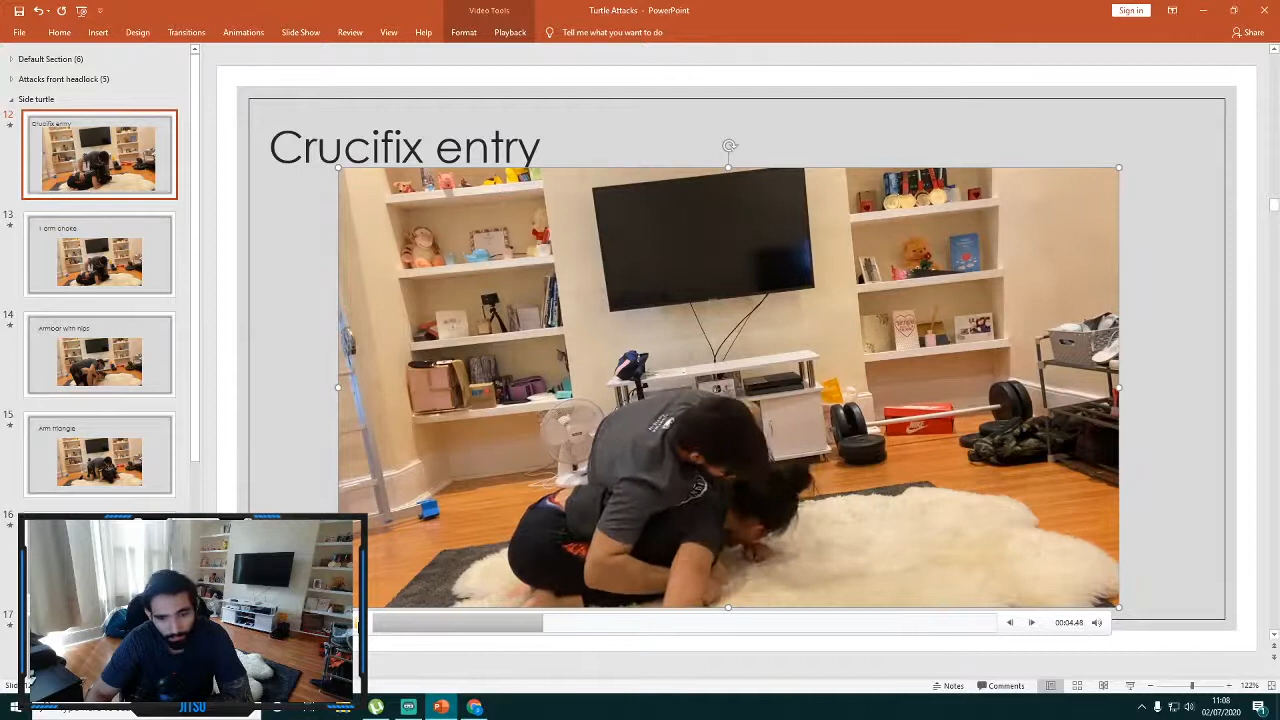 Video Tools
Turtle Attacks - PowerPoint
Sign in
File Home Insert Design Transitions Animations Slide Show Review View Help Format Playback Tell me what you want to do
Share
Default Section (6)
Attacks front headlock (5)
Side turtle
12
Crucifix entry
13
14
Armbar with hips
15
Arm triangle
16
17
Crucifix entry
NIKE
00:04.48
JITSU
Notes
Comments
122%
11:08
02/07/2020